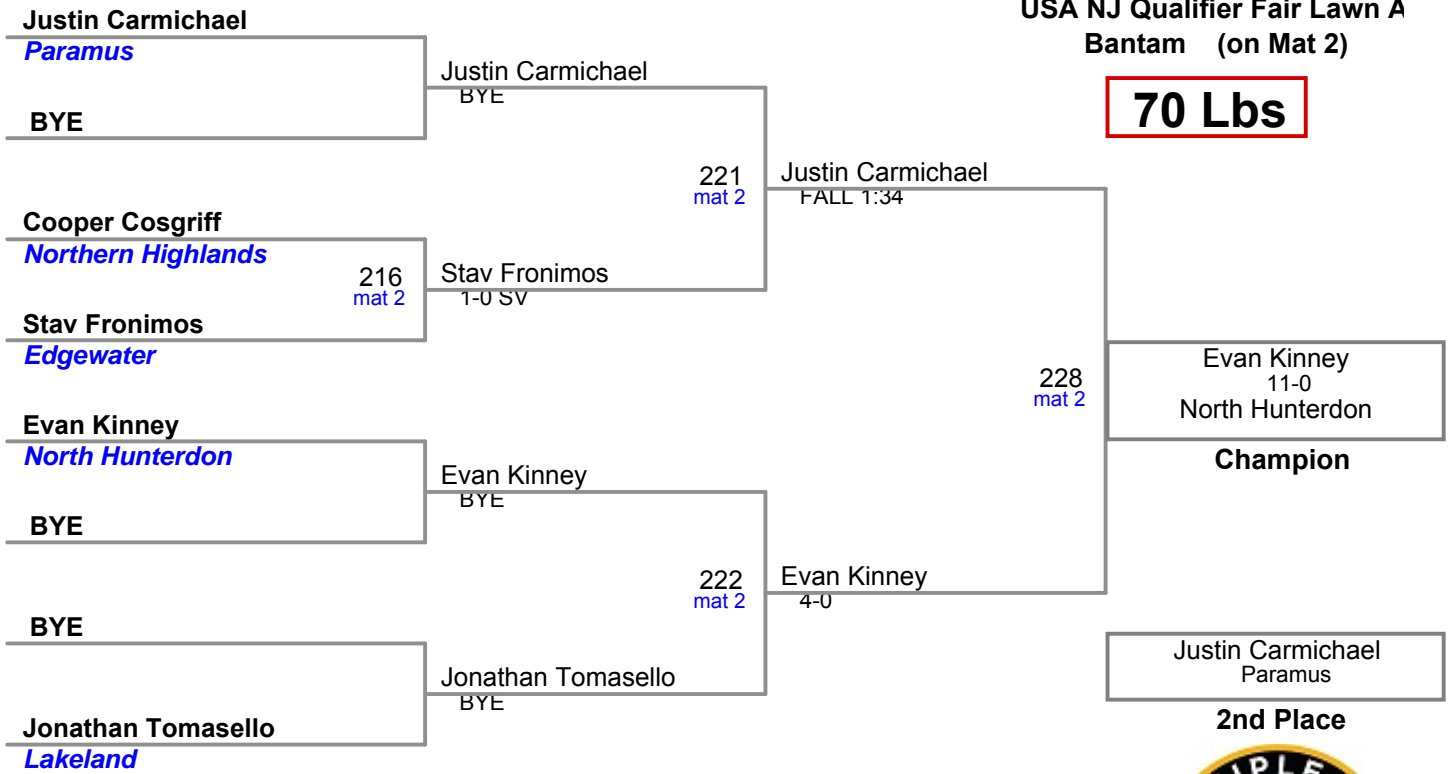 USA NJ Qualifier Fair Lawn A
Bantam (on Mat 2)
70 Lbs
Justin Carmichael
Paramus
BYE
Cooper Cosgriff
Northern Highlands
Stav Fronimos
Edgewater
Evan Kinney
North Hunterdon
BYE
BYE
Jonathan Tomasello
Lakeland
Justin Carmichael
BYE
216
mat 2
Stav Fronimos
1-0 SV
Evan Kinney
BYE
Jonathan Tomasello
BYE
221
mat 2
Justin Carmichael
FALL 1:34
222
mat 2
Evan Kinney
4-0
228
mat 2
Evan Kinney
11-0
North Hunterdon
Champion
Justin Carmichael
Paramus
2nd Place